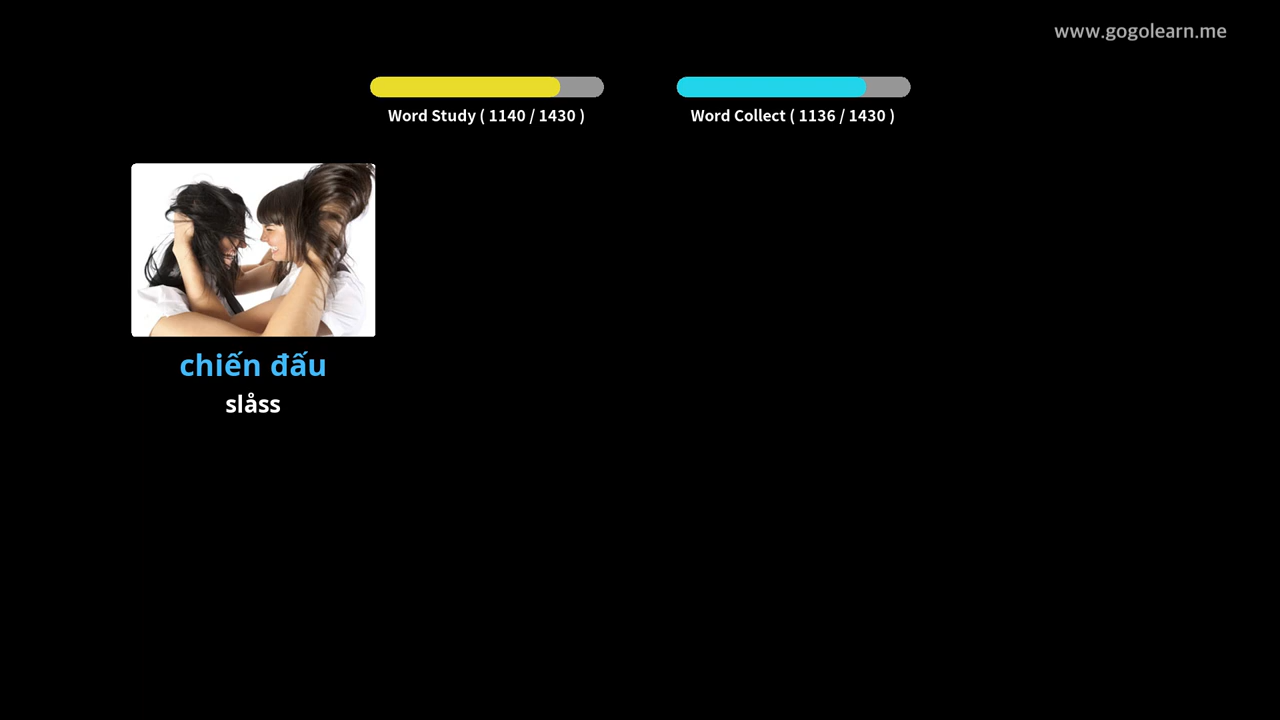 www.gogolearn.me
Word Study ( 1140 / 1430 )
Word Collect ( 1136 / 1430 )
chiến đấu
slåss